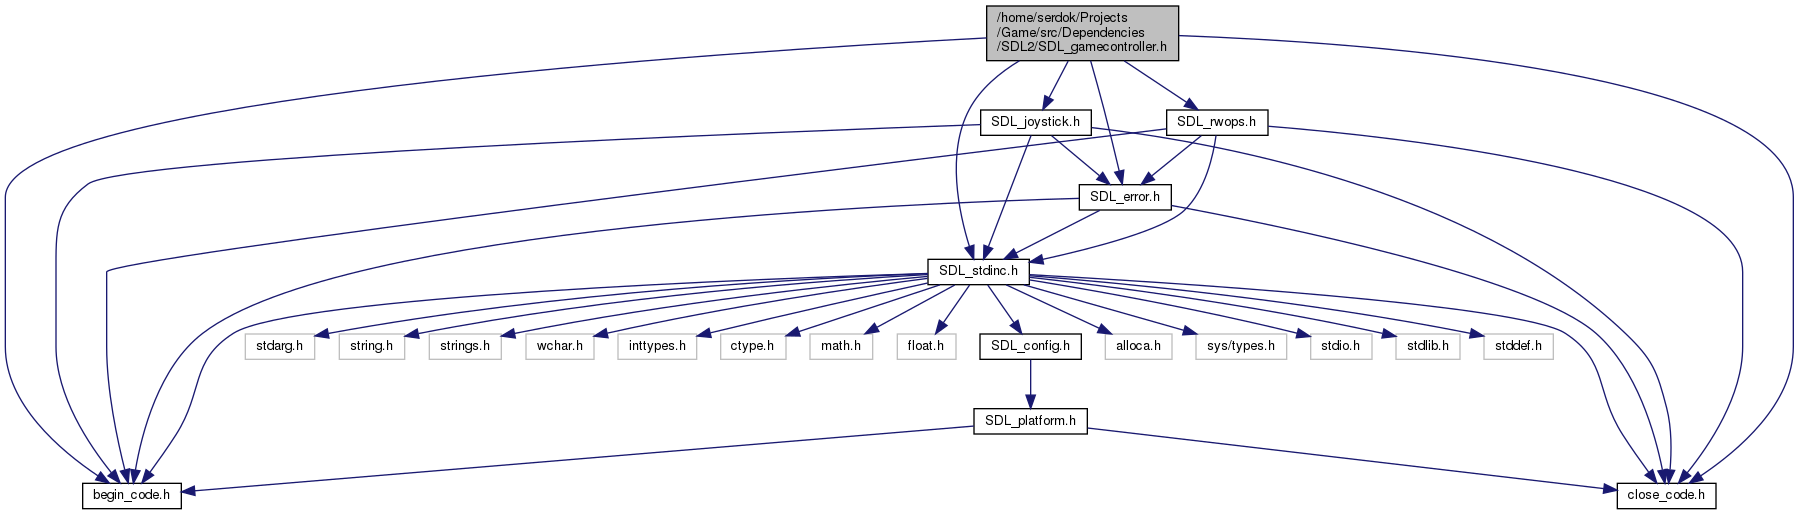 /home/serdok/Projects
/Game/src/Dependencies
/SDL2/SDL_gamecontroller.h
SDL_joystick.h
SDL_rwops.h
SDL_error.h
SDL_stdinc.h
stdarg.h
string.h
strings.h
wchar.h
inttypes.h
ctype.h
math.h
float.h
SDL_config.h
alloca.h
sys/types.h
stdio.h
stdlib.h
stddef.h
SDL_platform.h
begin_code.h
close_code.h